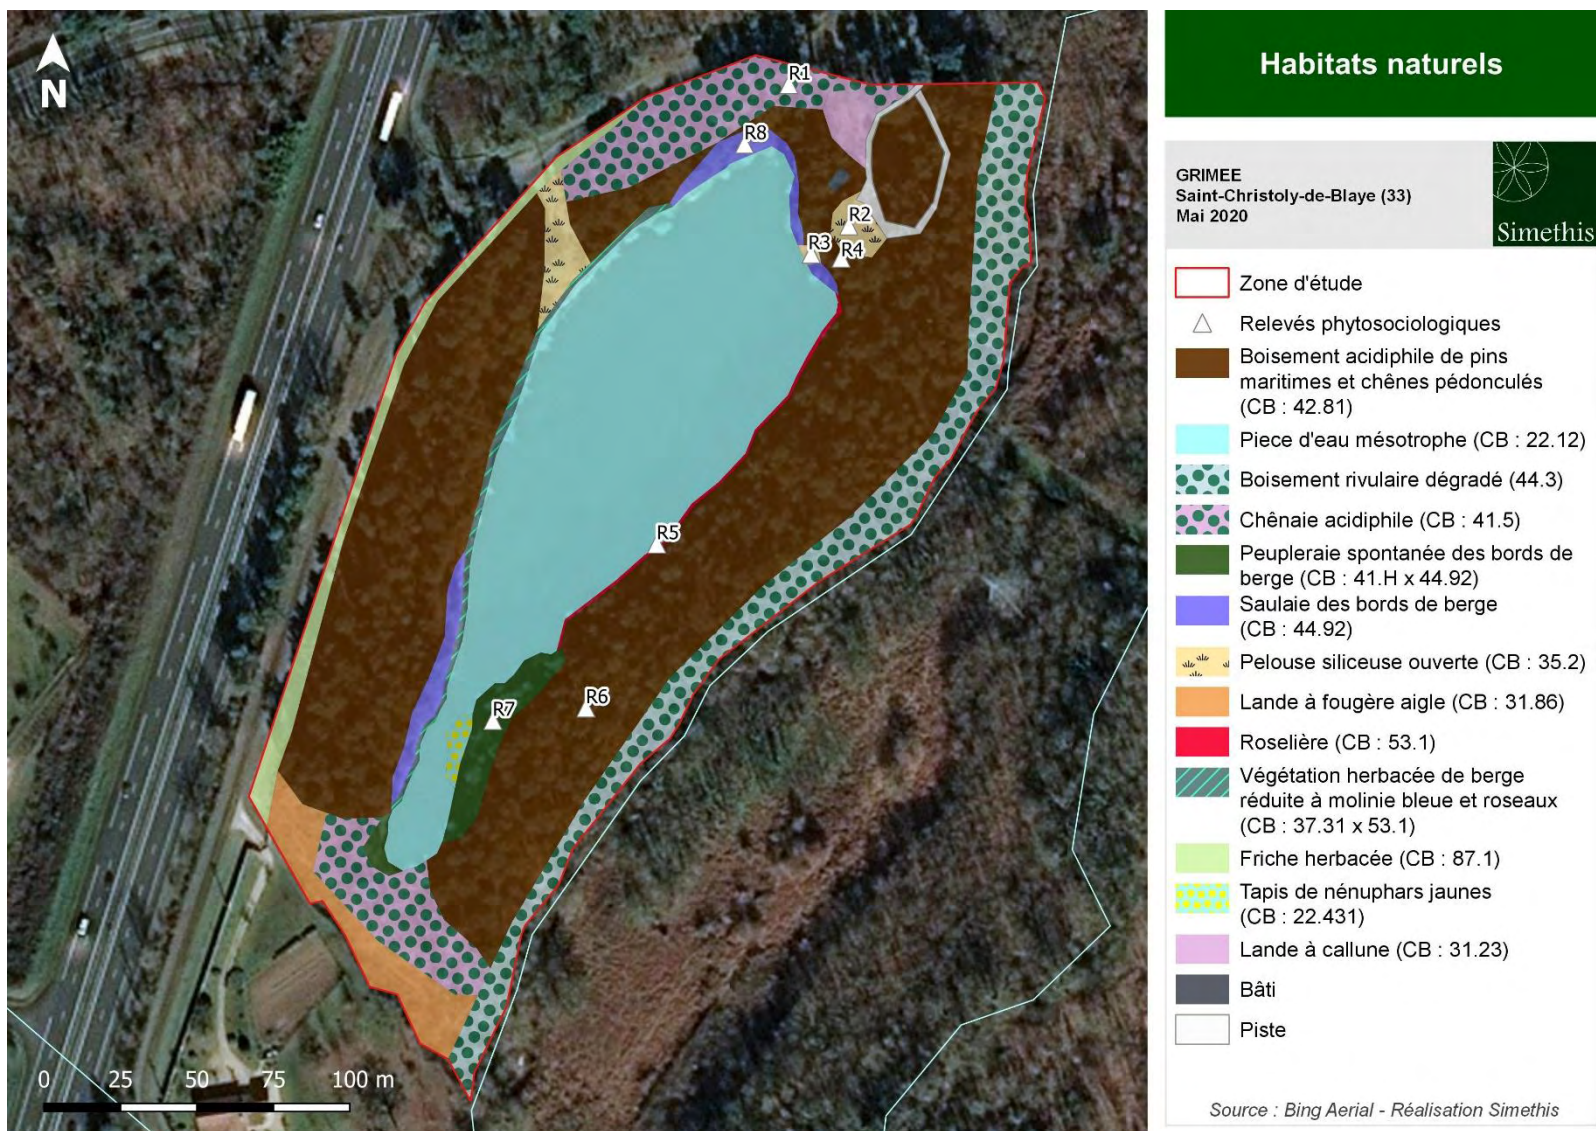 N
R1
R8
R2
R3
R4
R5
R6
R7
0 25 50 75 100 m
Habitats naturels
GRIMEE
Saint-Christoly-de-Blaye (33)
Mai 2020
Simethis
Zone d'étude
Relevés phytosociologiques
Boisement acidiphile de pins
maritimes et chênes pédonculés
(CB : 42.81)
Piece d'eau mésotrophe (CB : 22.12)
Boisement rivulaire dégradé (44.3)
Chênaie acidiphile (CB : 41.5)
Peupleraie spontanée des bords de
berge (CB : 41.H x 44.92)
Saulaie des bords de berge
(CB : 44.92)
Pelouse siliceuse ouverte (CB : 35.2)
Lande à fougère aigle (CB : 31.86)
Roselière (CB : 53.1)
Végétation herbacée de berge
réduite à molinie bleue et roseaux
(CB : 37.31 x 53.1)
Friche herbacée (CB : 87.1)
Tapis de nénuphars jaunes
(CB : 22.431)
Lande à callune (CB : 31.23)
Bâti
Piste
Source : Bing Aerial - Réalisation Simethis